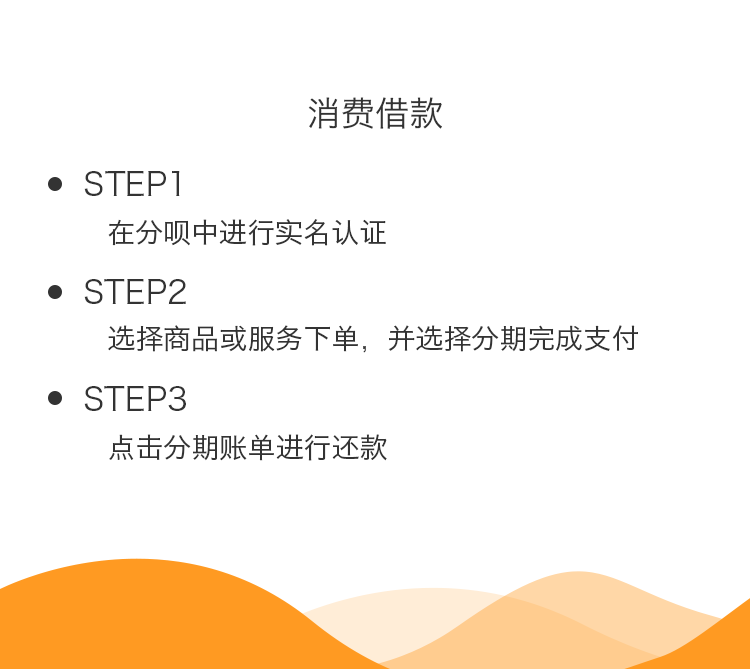 消费借款
STEP1
在分呗中进行实名认证
STEP2
选择商品或服务下单，并选择分期完成支付
STEP3
点击分期账单进行还款